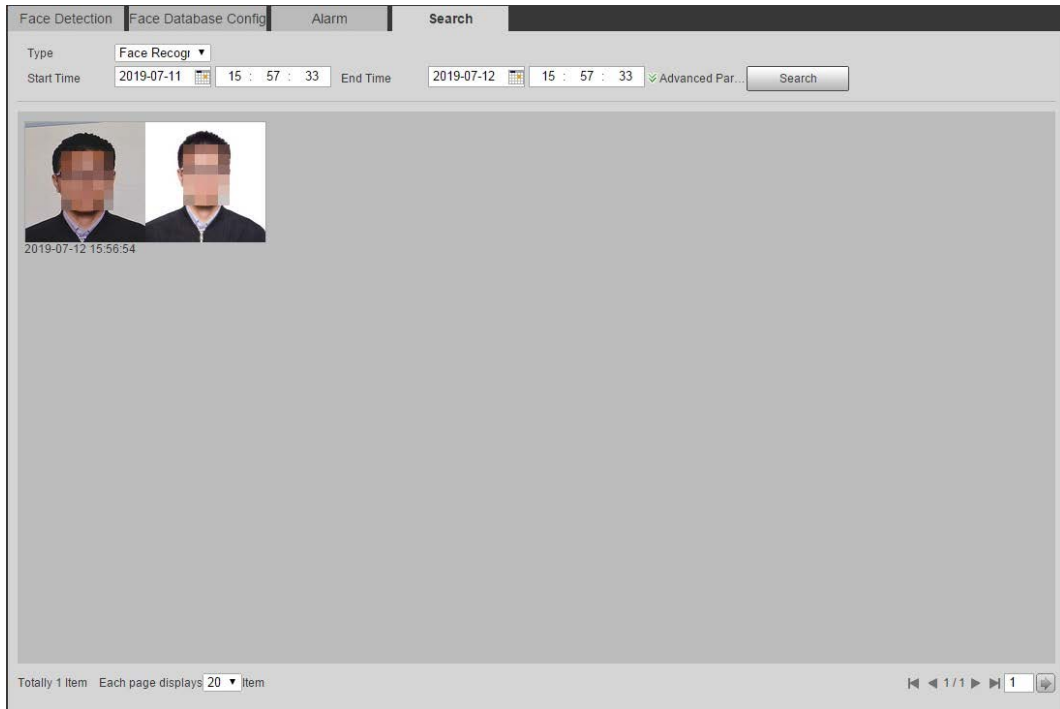 Face Detection Face Database Config Alarm Search
Type Face Recogr
Start Time 2019-07-11 15 : 57 : 33 End Time 2019-07-12 15 : 57 : 33 Advanced Par... Search
2019-07-12 15:56:54
Totally 1 Item Each page displays 20 Item 1 / 1 1